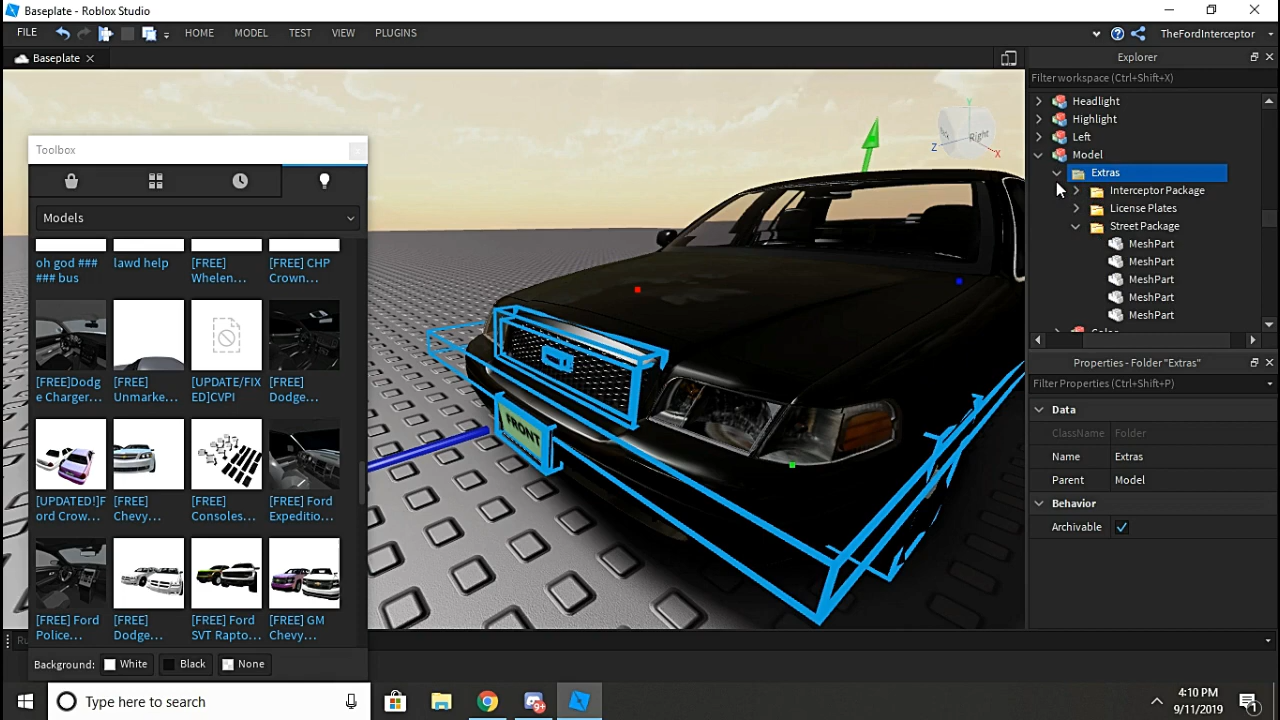 Baseplate - Roblox Studio
FILE HOME MODEL TEST VIEW PLUGINS TheFordInterceptor
Baseplate
Explorer
Filter workspace (Ctrl+Shift+X)
Headlight
Highlight
Left
Model
Extras
Interceptor Package
License Plates
Street Package
MeshPart
MeshPart
MeshPart
MeshPart
MeshPart
Properties - Folder "Extras"
Filter Properties (Ctrl+Shift+P)
Data
ClassName Folder
Name Extras
Parent Model
Behavior
Archivable
Y
Right
Z
X
FRONT
Toolbox
Models
oh god ### lawd help [FREE] [FREE] CHP
### bus Whelen... Crown...
[FREE]Dodg [FREE] [UPDATE/FIX [FREE]
e Charger... Unmarke... ED]CVPI Dodge...
[UPDATED!]F [FREE] [FREE] [FREE] Ford
ord Crow... Chevy... Consoles... Expeditio...
[FREE] Ford [FREE] [FREE] Ford [FREE] GM
Police... Dodge... SVT Rapto... Chevy...
Background: White Black None
Type here to search
4:10 PM
9/11/2019